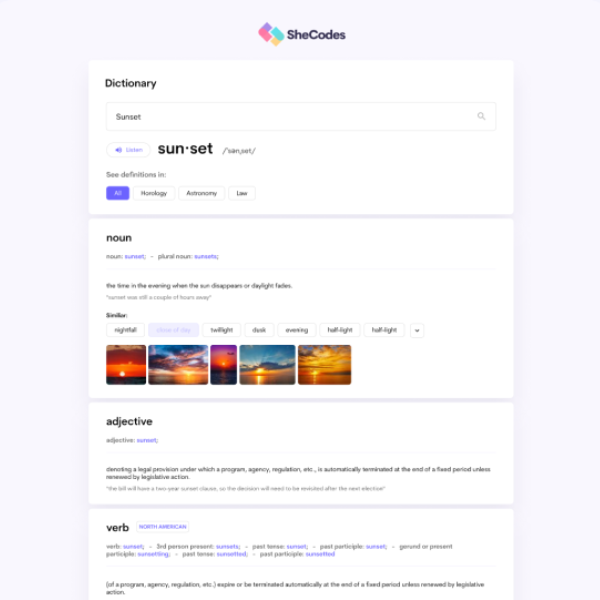 SheCodes
Dictionary
Sunset
Listen
sun·set /ˈsənˌset/
See definitions in:
All Horology Astronomy Law
noun
noun: sunset; - plural noun: sunsets;
the time in the evening when the sun disappears or daylight fades.
"sunset was still a couple of hours away"
Similar:
nightfall close of day twilight dusk evening half-light half-light
adjective
adjective: sunset;
denoting a legal provision under which a program, agency, regulation, etc., is automatically terminated at the end of a fixed period unless
renewed by legislative action.
"the bill will have a two-year sunset clause, so the decision will need to be revisited after the next election"
verb NORTH AMERICAN
verb: sunset; - 3rd person present: sunsets; - past tense: sunset; - past participle: sunset; - gerund or present
participle: sunsetting; - past tense: sunsetted; - past participle: sunsetted
(of a program, agency, regulation, etc.) expire or be terminated automatically at the end of a fixed period unless renewed by legislative
action.